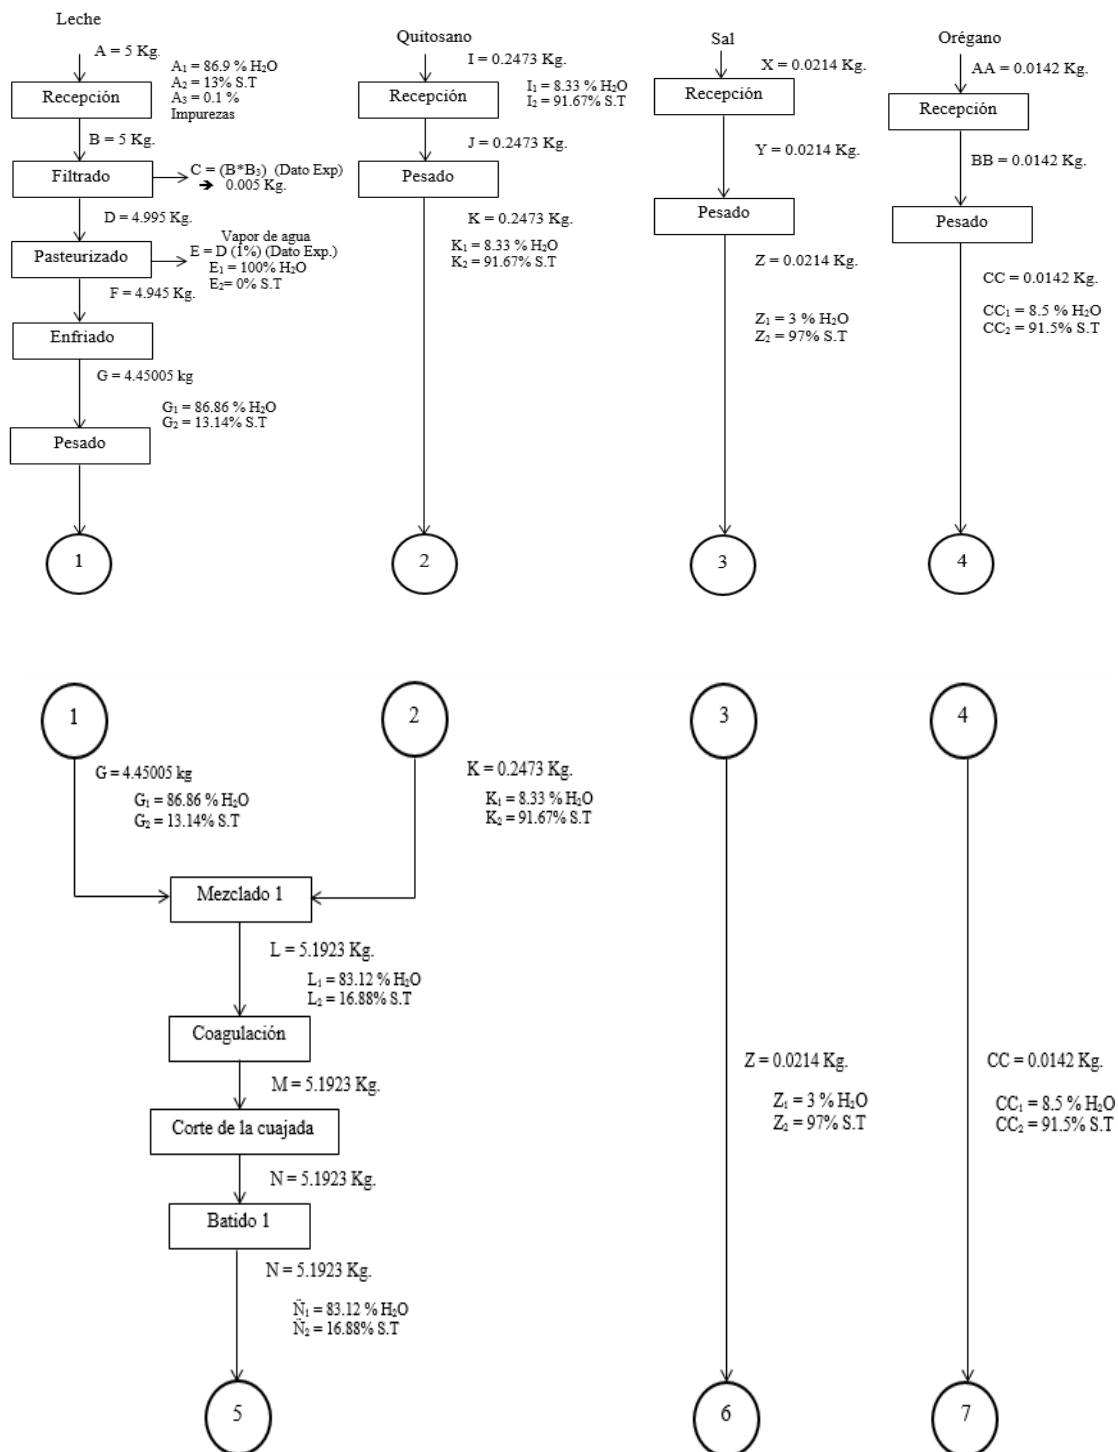 Leche
A = 5 Kg.
A₁ = 86.9 % H₂O
A₂ = 13% S.T
A₃ = 0.1 %
Impurezas
Recepción
B = 5 Kg.
Filtrado
C = (B*B₃) (Dato Exp)
➔ 0.005 Kg.
D = 4.995 Kg.
Pasteurizado
Vapor de agua
E = D (1%) (Dato Exp.)
E₁ = 100% H₂O
E₂= 0% S.T
F = 4.945 Kg.
Enfriado
G = 4.45005 kg
G₁ = 86.86 % H₂O
G₂ = 13.14% S.T
Pesado
1
Quitosano
I = 0.2473 Kg.
I₁ = 8.33 % H₂O
I₂ = 91.67% S.T
Recepción
J = 0.2473 Kg.
Pesado
K = 0.2473 Kg.
K₁ = 8.33 % H₂O
K₂ = 91.67% S.T
2
Sal
X = 0.0214 Kg.
Recepción
Y = 0.0214 Kg.
Pesado
Z = 0.0214 Kg.
Z₁ = 3 % H₂O
Z₂ = 97% S.T
3
Orégano
AA = 0.0142 Kg.
Recepción
BB = 0.0142 Kg.
Pesado
CC = 0.0142 Kg.
CC₁ = 8.5 % H₂O
CC₂ = 91.5% S.T
4
1
G = 4.45005 kg
G₁ = 86.86 % H₂O
G₂ = 13.14% S.T
2
K = 0.2473 Kg.
K₁ = 8.33 % H₂O
K₂ = 91.67% S.T
Mezclado 1
L = 5.1923 Kg.
L₁ = 83.12 % H₂O
L₂ = 16.88% S.T
Coagulación
M = 5.1923 Kg.
Corte de la cuajada
N = 5.1923 Kg.
Batido 1
N = 5.1923 Kg.
N̈₁ = 83.12 % H₂O
N̈₂ = 16.88% S.T
5
3
Z = 0.0214 Kg.
Z₁ = 3 % H₂O
Z₂ = 97% S.T
6
4
CC = 0.0142 Kg.
CC₁ = 8.5 % H₂O
CC₂ = 91.5% S.T
7